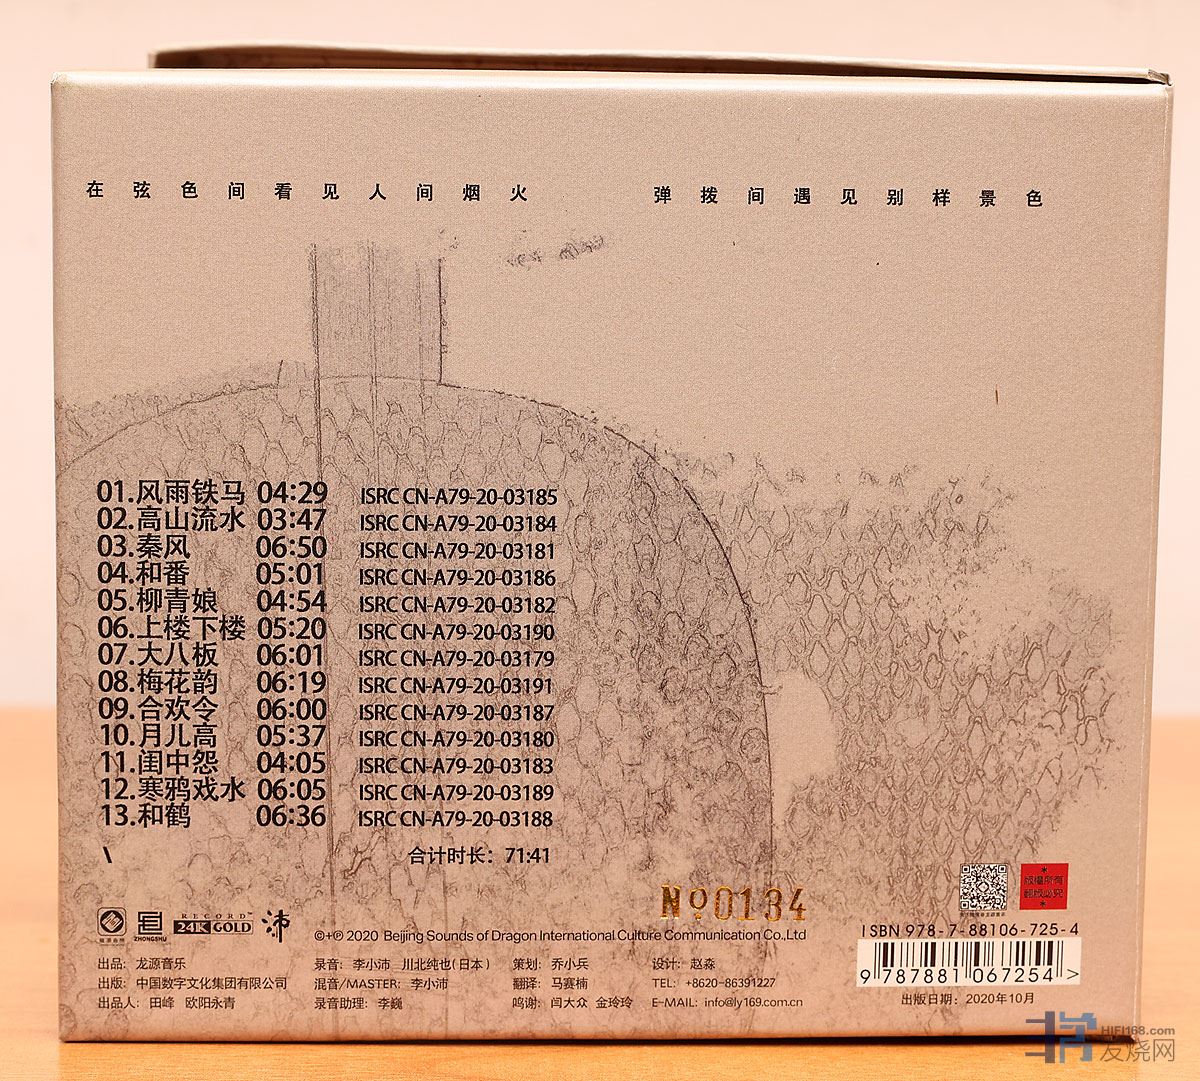 在弦色间看见人间烟火 弹拨间遇见别样景色
01.风雨铁马 04:29 ISRC CN-A79-20-03185
02.高山流水 03:47 ISRC CN-A79-20-03184
03.秦风 06:50 ISRC CN-A79-20-03181
04.和番 05:01 ISRC CN-A79-20-03186
05.柳青娘 04:54 ISRC CN-A79-20-03182
06.上楼下楼 05:20 ISRC CN-A79-20-03190
07.大八板 06:01 ISRC CN-A79-20-03179
08.梅花韵 06:19 ISRC CN-A79-20-03191
09.合欢令 06:00 ISRC CN-A79-20-03187
10.月儿高 05:37 ISRC CN-A79-20-03180
11.闺中怨 04:05 ISRC CN-A79-20-03183
12.寒鸦戏水 06:05 ISRC CN-A79-20-03189
13.和鹤 06:36 ISRC CN-A79-20-03188
\ 合计时长：71:41
版权所有
翻版必究
№0134
ZHONGSHU
RECORD™
24K GOLD
沛
©+℗ 2020 Beijing Sounds of Dragon International Culture Communication Co.,Ltd
ISBN 978-7-88106-725-4
9 787881 067254 >
出版日期：2020年10月
出品：龙源音乐 录音：李小沛 川北纯也(日本) 策划：乔小兵 设计：赵淼
出版：中国数字文化集团有限公司 混音/MASTER：李小沛 翻译：马赛楠 TEL：+8620-86391227
出品人：田峰 欧阳永青 录音助理：李巍 鸣谢：闫大众 金玲玲 E-MAIL：info@ly169.com.cn
HIFI168.com
发烧网